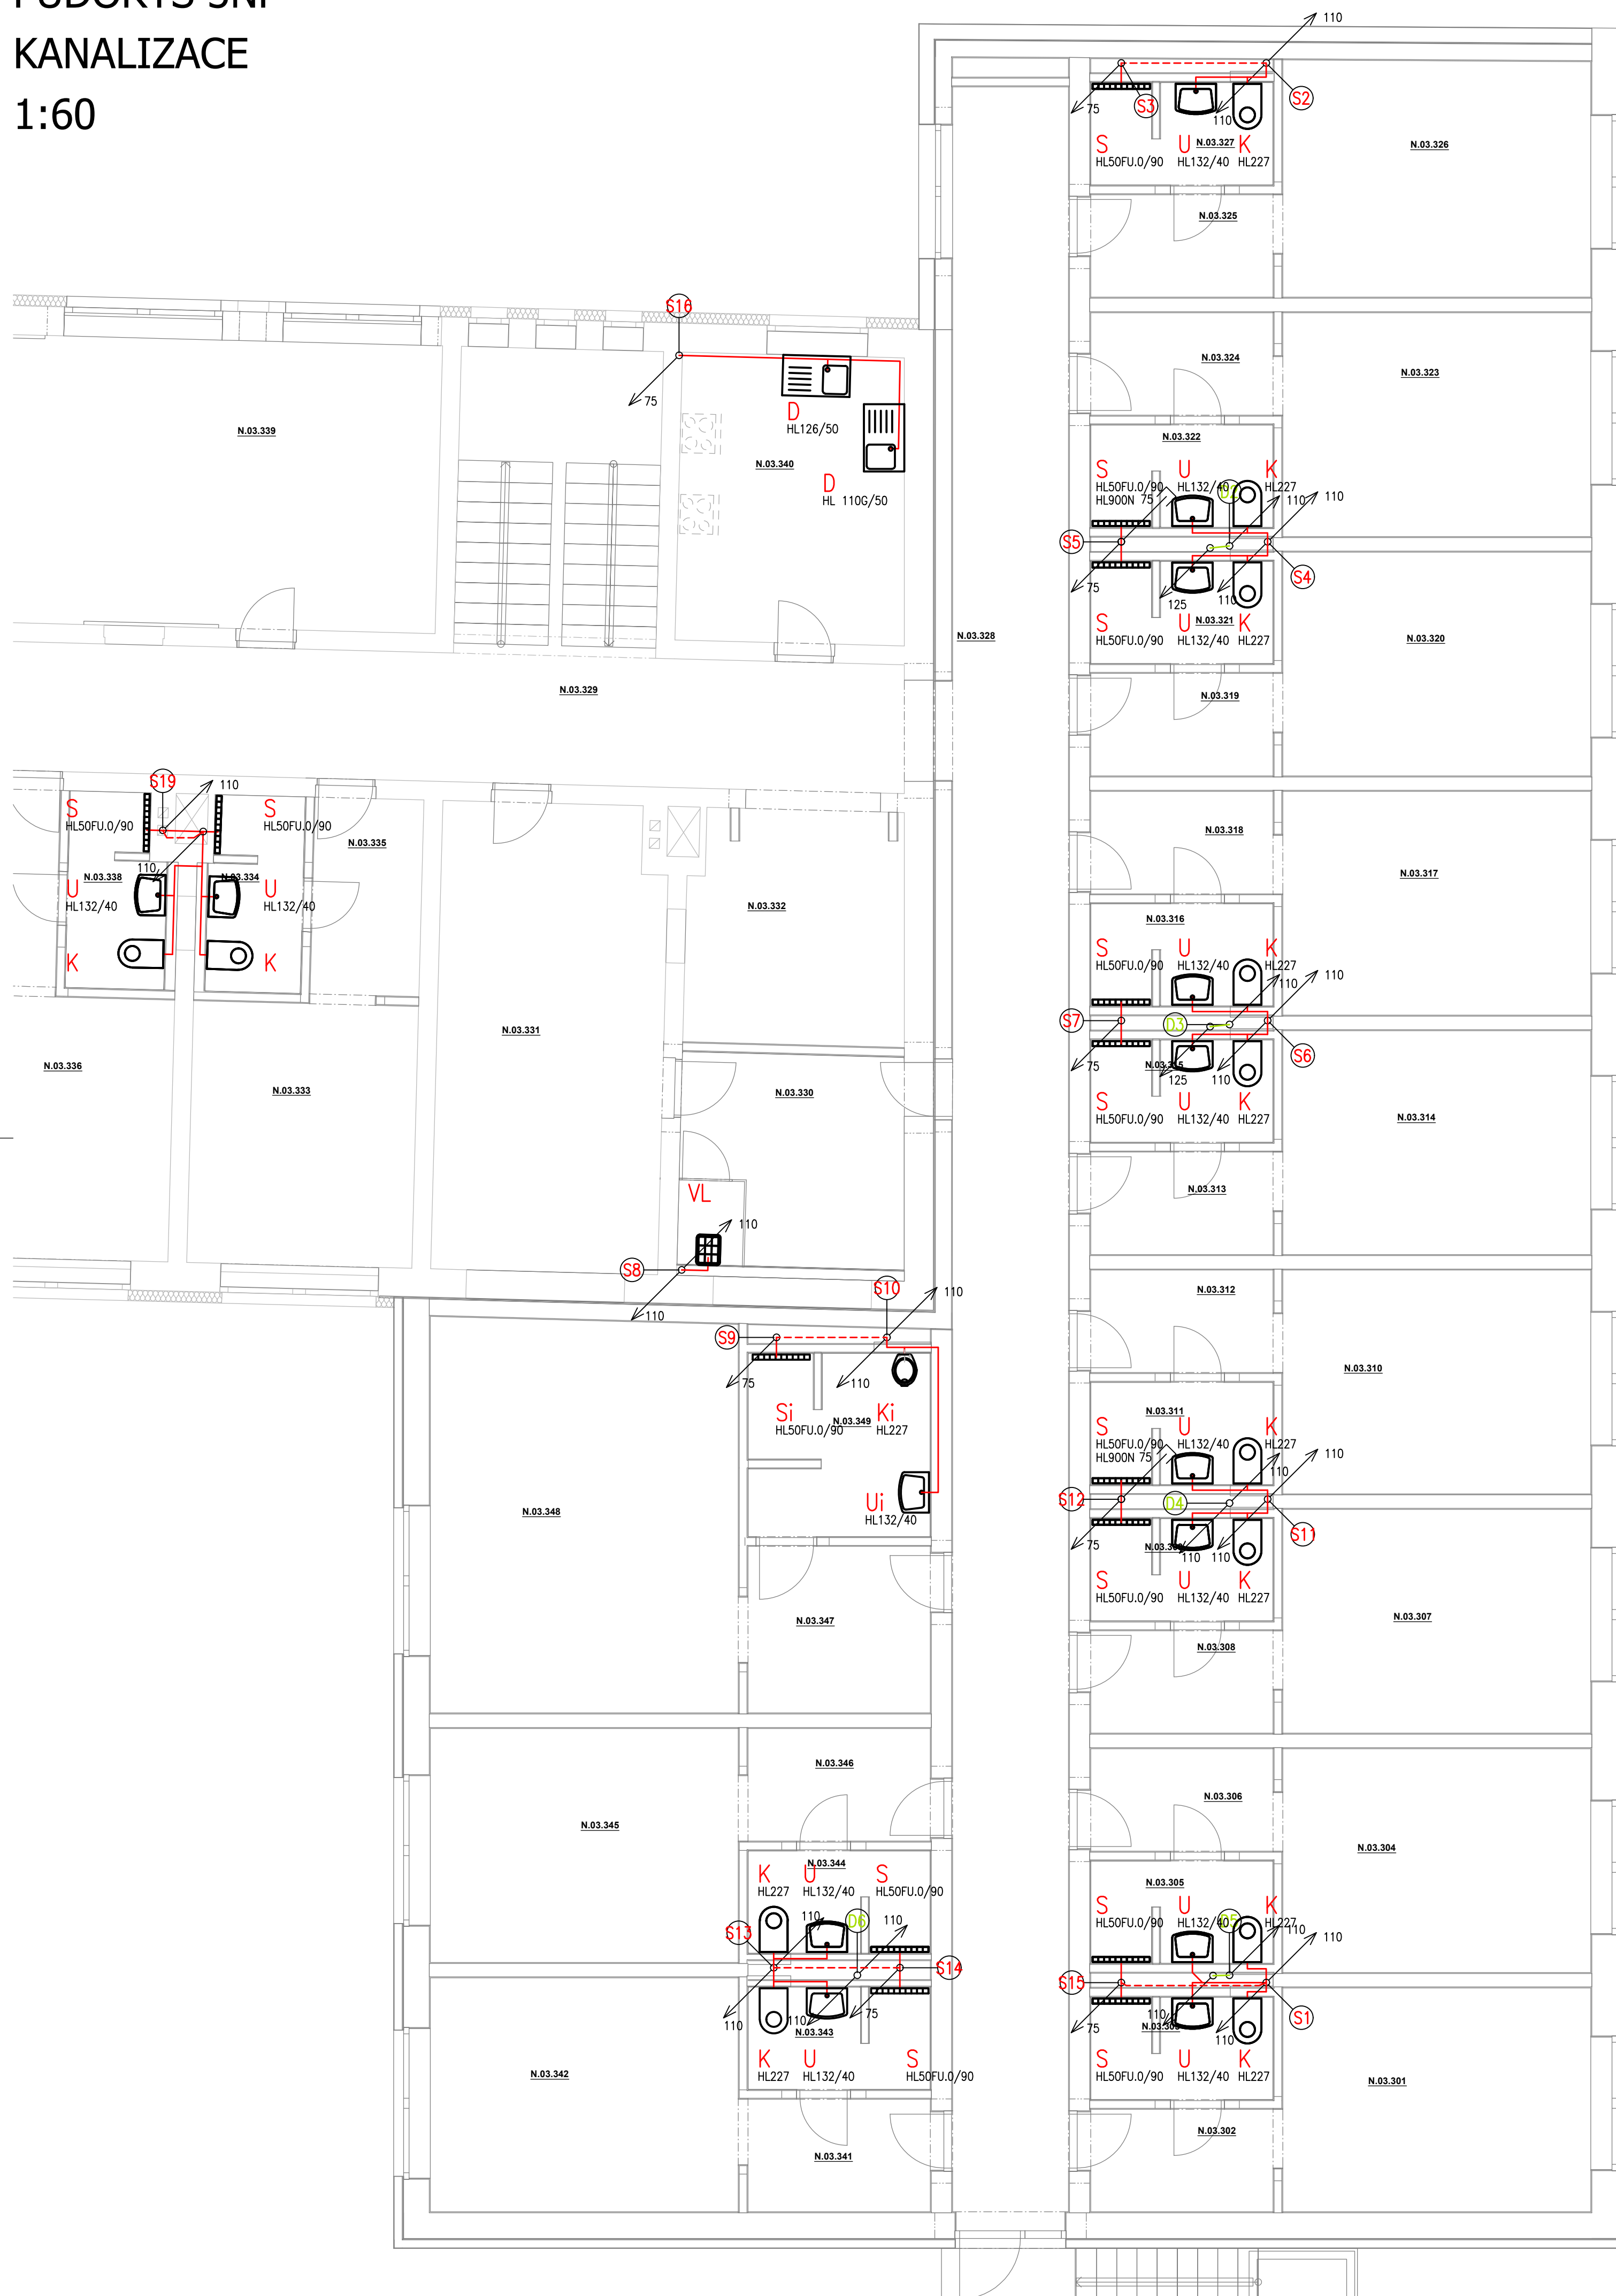 KANALIZACE
1:60
110
S3
S2
75
110
S
U
N.03.327
K
N.03.326
HL50FU.0/90
HL132/40
HL227
N.03.325
S16
75
N.03.324
N.03.323
D
HL126/50
N.03.339
N.03.340
D
HL 110G/50
N.03.322
S
U
K
HL50FU.0/90
HL132/40
HL227
HL900N 75
D2
110
110
S5
S4
75
125
110
S
U
N.03.321
K
HL50FU.0/90
HL132/40
HL227
N.03.328
N.03.320
N.03.329
N.03.319
S19
110
S
HL50FU.0/90
S
HL50FU.0/90
N.03.335
N.03.318
110
N.03.338
N.03.334
U
HL132/40
U
HL132/40
N.03.317
N.03.332
N.03.316
K
K
S
U
K
HL50FU.0/90
HL132/40
HL227
110
110
S7
D3
S6
N.03.331
75
125
110
N.03.336
N.03.333
N.03.330
S
U
K
HL50FU.0/90
HL132/40
HL227
N.03.314
VL
N.03.313
110
S8
S10
110
110
N.03.312
S9
75
110
N.03.310
Si
N.03.349
Ki
HL50FU.0/90
HL227
N.03.311
S
U
K
HL50FU.0/90
HL132/40
HL227
HL900N 75
110
110
Ui
HL132/40
N.03.348
S12
D4
S11
75
110
110
S
U
K
HL50FU.0/90
HL132/40
HL227
N.03.347
N.03.307
N.03.308
N.03.346
N.03.306
N.03.345
N.03.304
N.03.344
K
U
S
HL227
HL132/40
HL50FU.0/90
N.03.305
S
U
K
HL50FU.0/90
HL132/40
HL227
D5
110
110
S13
110
D6
110
S14
S15
S1
110
110
75
N.03.343
75
110
110
K
U
S
HL227
HL132/40
HL50FU.0/90
S
U
K
HL50FU.0/90
HL132/40
HL227
N.03.342
N.03.301
N.03.341
N.03.302